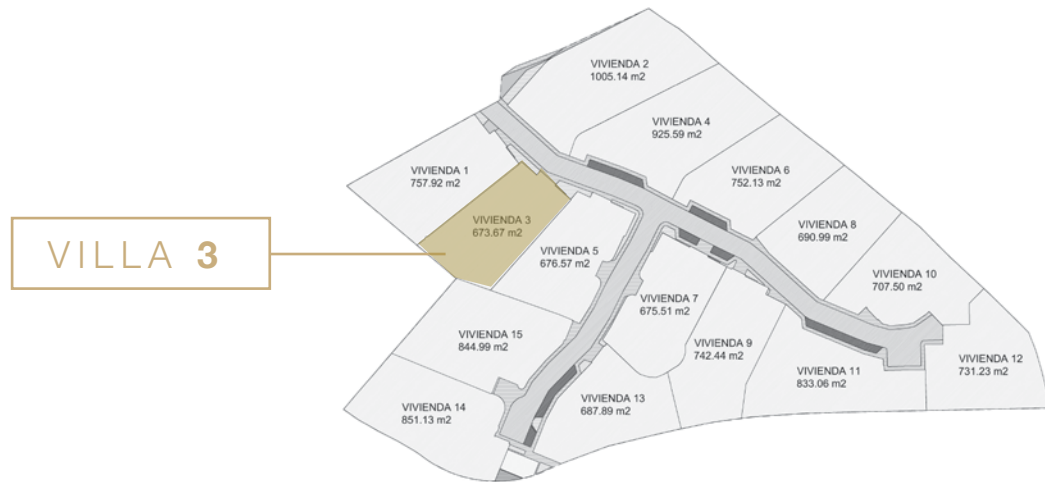 VIVIENDA 2
1005.14 m2
VIVIENDA 4
925.59 m2
VIVIENDA 1
757.92 m2
VIVIENDA 6
752.13 m2
VIVIENDA 3
673.67 m2
VIVIENDA 8
690.99 m2
VILLA 3
VIVIENDA 5
676.57 m2
VIVIENDA 10
707.50 m2
VIVIENDA 7
675.51 m2
VIVIENDA 15
844.99 m2
VIVIENDA 9
742.44 m2
VIVIENDA 12
731.23 m2
VIVIENDA 11
833.06 m2
VIVIENDA 13
687.89 m2
VIVIENDA 14
851.13 m2